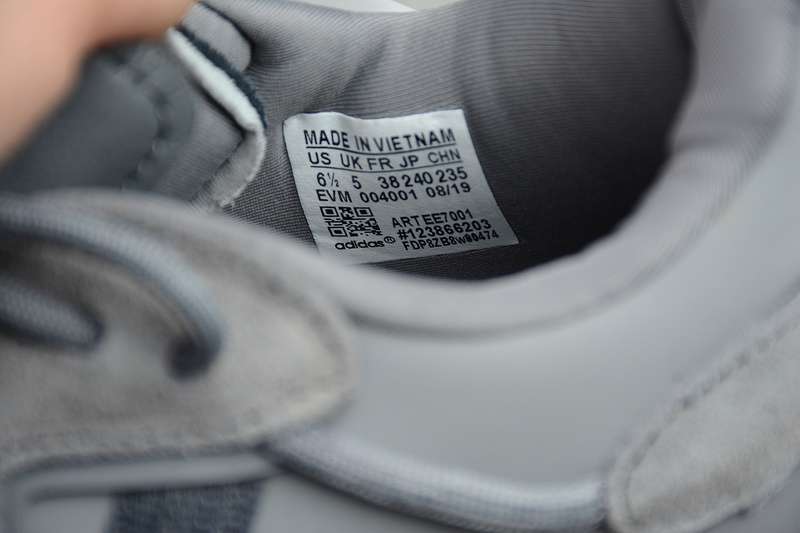 MADE IN VIETNAM
US UK FR JP CHN
6½ 5 38 240 235
EVM 004001 08/19
ART EE7001
#123866203
adidas® FDP8ZB8w00474